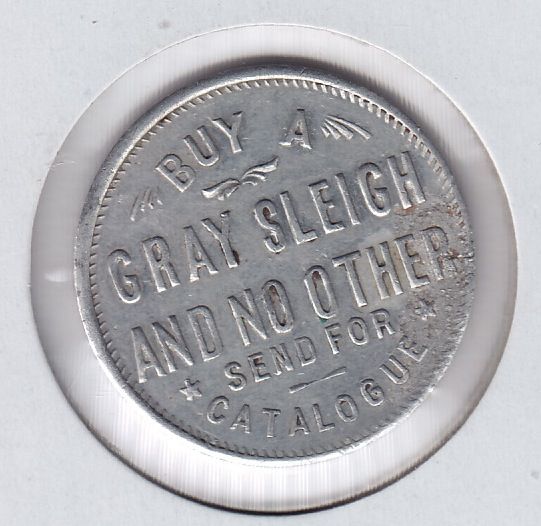 BUY A
GRAY SLEIGH
AND NO OTHER
SEND FOR
CATALOGUE